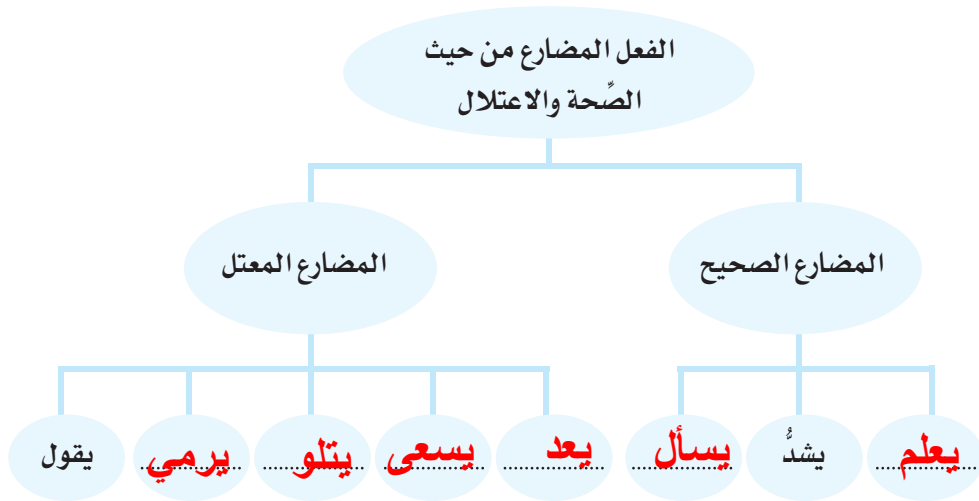 الفعل المضارع من حيث
الصِّحة والاعتلال
المضارع الصحيح
المضارع المعتل
يعلم
يشدُّ
يسأل
يعد
يسعى
يتلو
يرمي
يقول